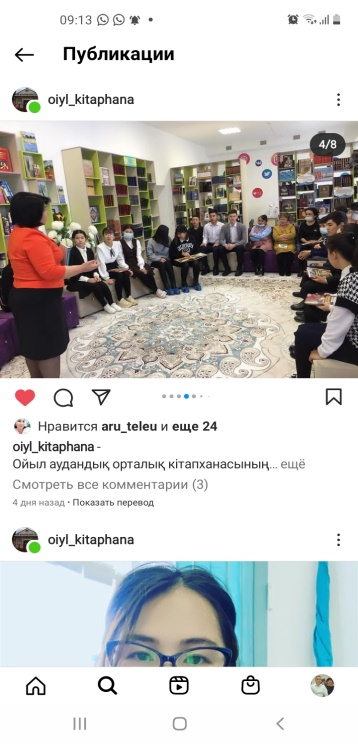 09:13
Публикации
oiyl_kitaphana
4/8
Нравится aru_teleu и еще 24
oiyl_kitaphana -
Ойыл аудандық орталық кітапханасының... ещё
Смотреть все комментарии (3)
4 дня назад • Показать перевод
oiyl_kitaphana